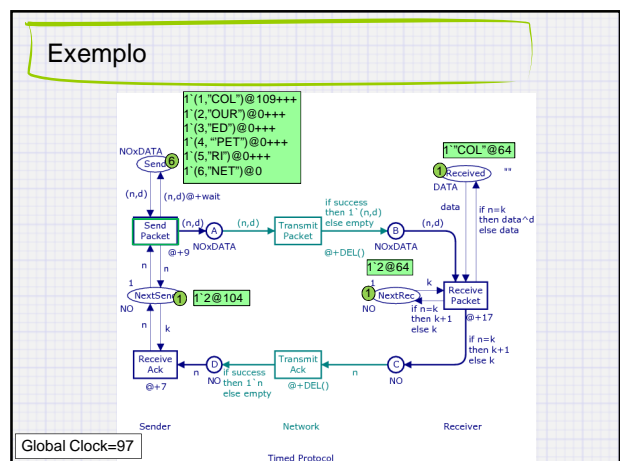 Exemplo
1`(1,"COL")@109+++
1`(2,"OUR")@0+++
1`(3,"ED")@0+++
1`(4, "”PET")@0+++
1`(5,"RI")@0+++
1`(6,"NET")@0
NOxDATA
Send
6
1`"COL"@64
1
Received
""
DATA
(n,d)
(n,d)@+wait
data
if n=k
then data^d
else data
Send
Packet
@+9
(n,d)
A
NOxDATA
(n,d)
Transmit
Packet
@+DEL()
if success
then 1`(n,d)
else empty
B
NOxDATA
(n,d)
n
n
1`2@64
1
NextSend
1
NO
1`2@104
1
1
NextRec
NO
k
if n=k
then k+1
else k
Receive
Packet
@+17
n
k
if n=k
then k+1
else k
Receive
Ack
@+7
n
D
NO
if success
then 1`n
else empty
Transmit
Ack
@+DEL()
n
C
NO
Sender
Network
Receiver
Global Clock=97
Timed Protocol